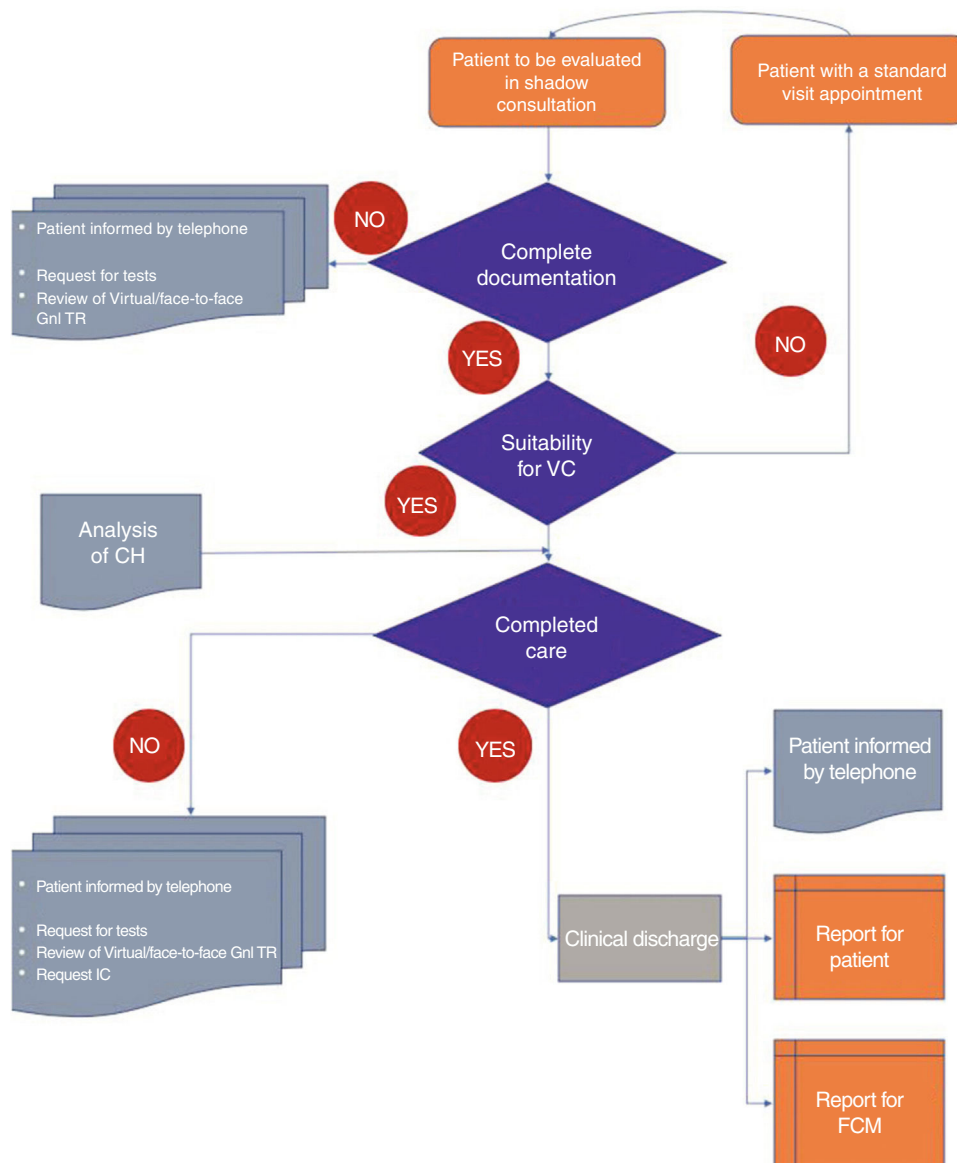 Patient to be evaluated
in shadow
consultation
Patient with a standard
visit appointment
NO
• Patient informed by telephone
• Request for tests
• Review of Virtual/face-to-face
Gnl TR
Complete
documentation
YES
NO
Suitability
for VC
YES
Analysis
of CH
Completed
care
NO
YES
Patient informed
by telephone
• Patient informed by telephone
• Request for tests
• Review of Virtual/face-to-face Gnl TR
• Request IC
Clinical discharge
Report for
patient
Report for
FCM